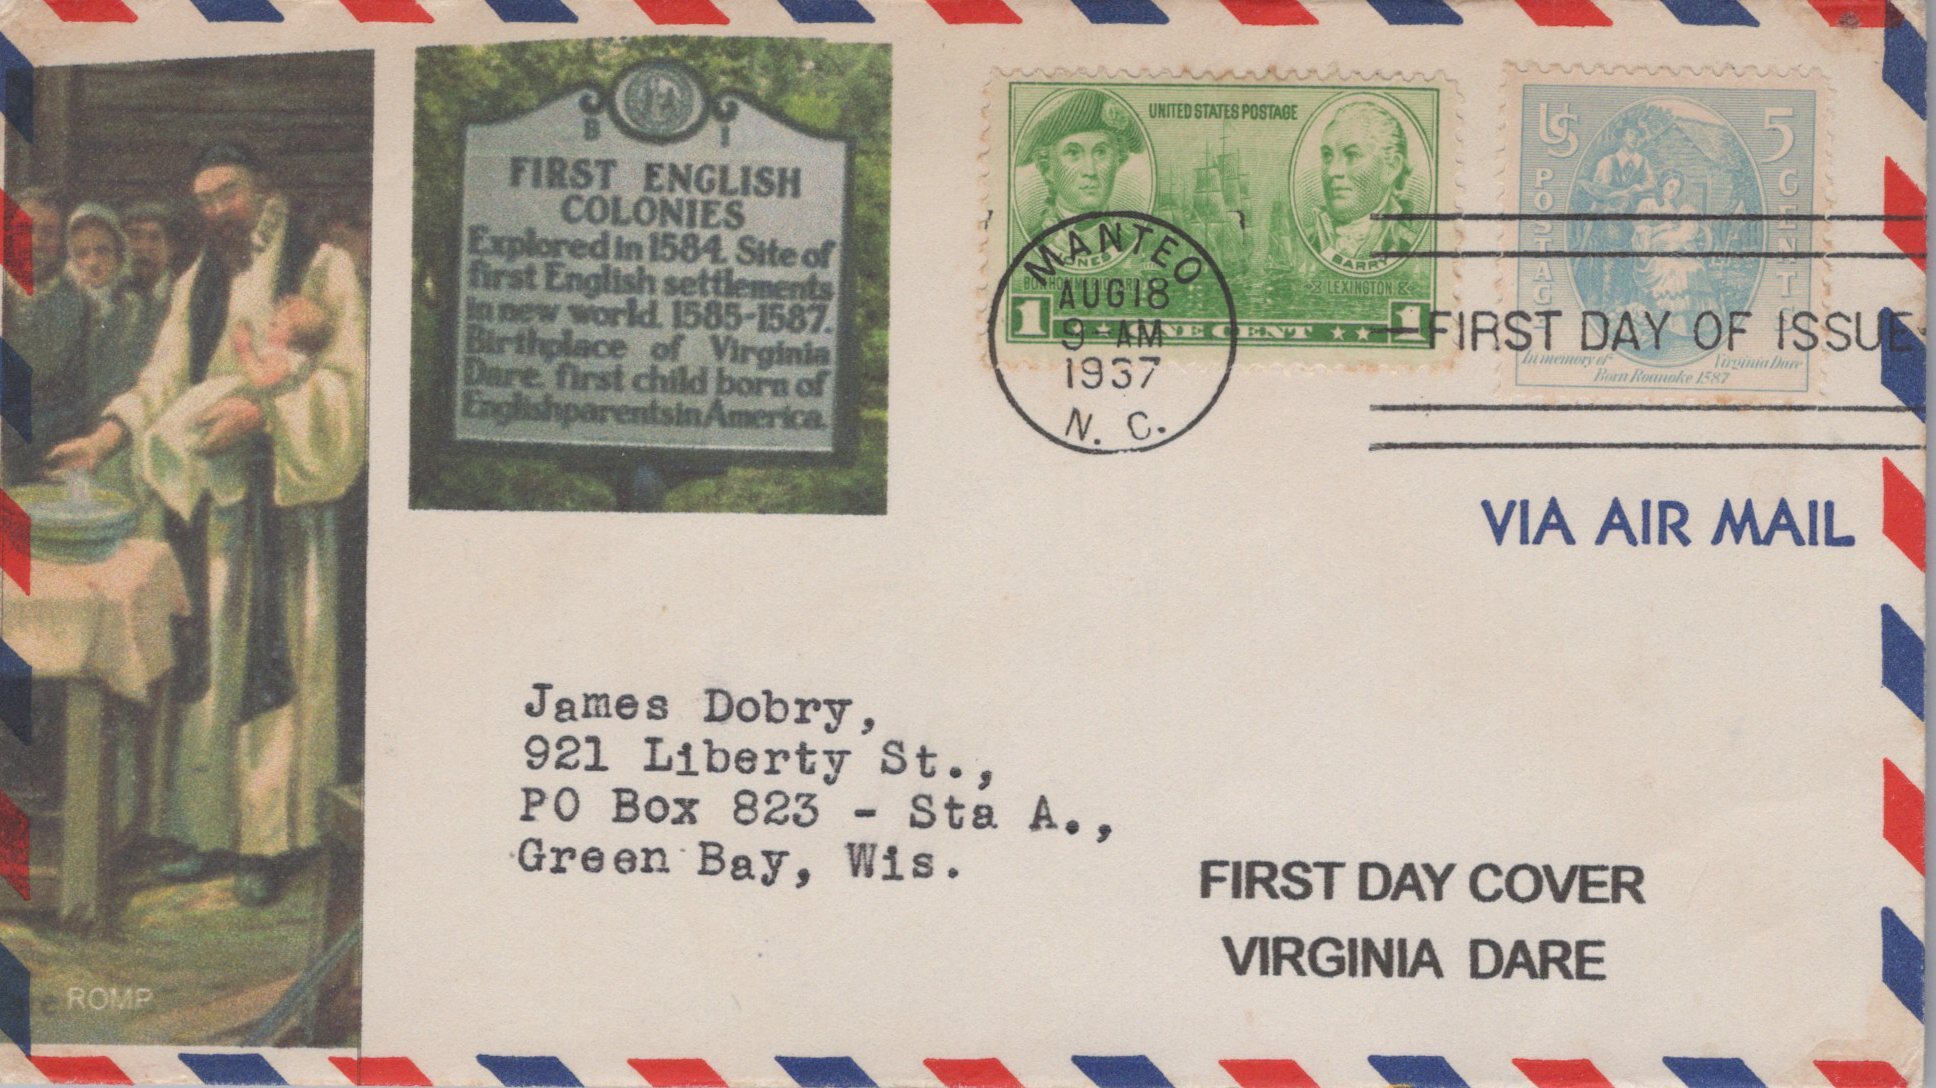 B I
FIRST ENGLISH
COLONIES
Explored in 1584. Site of
first English settlements
in new world. 1585-1587.
Birthplace of Virginia
Dare, first child born of
English parents in America.
UNITED STATES POSTAGE
JONES
BARRY
LEXINGTON
1 ONE CENT 1
US
POSTAGE
5
CENTS
In memory of Virginia Dare
Born Roanoke 1587
MANTEO
AUG 18
9 AM
1937
N. C.
FIRST DAY OF ISSUE
VIA AIR MAIL
James Dobry,
921 Liberty St.,
PO Box 823 - Sta A.,
Green Bay, Wis.
FIRST DAY COVER
VIRGINIA DARE
ROMP